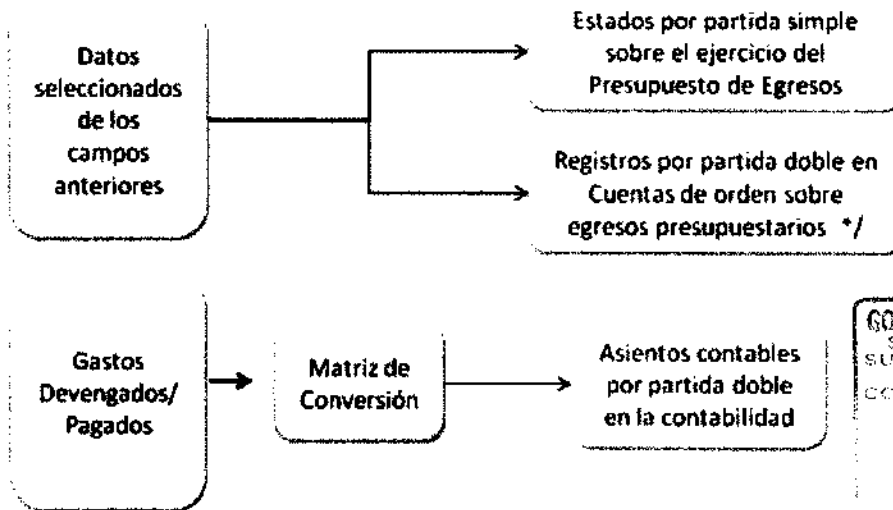 Datos
seleccionados
de los
campos
anteriores
Estados por partida simple
sobre el ejercicio del
Presupuesto de Egresos
Registros por partida doble en
Cuentas de orden sobre
egresos presupuestarios */
Gastos
Devengados/
Pagados
Matriz de
Conversión
Asientos contables
por partida doble
en la contabilidad